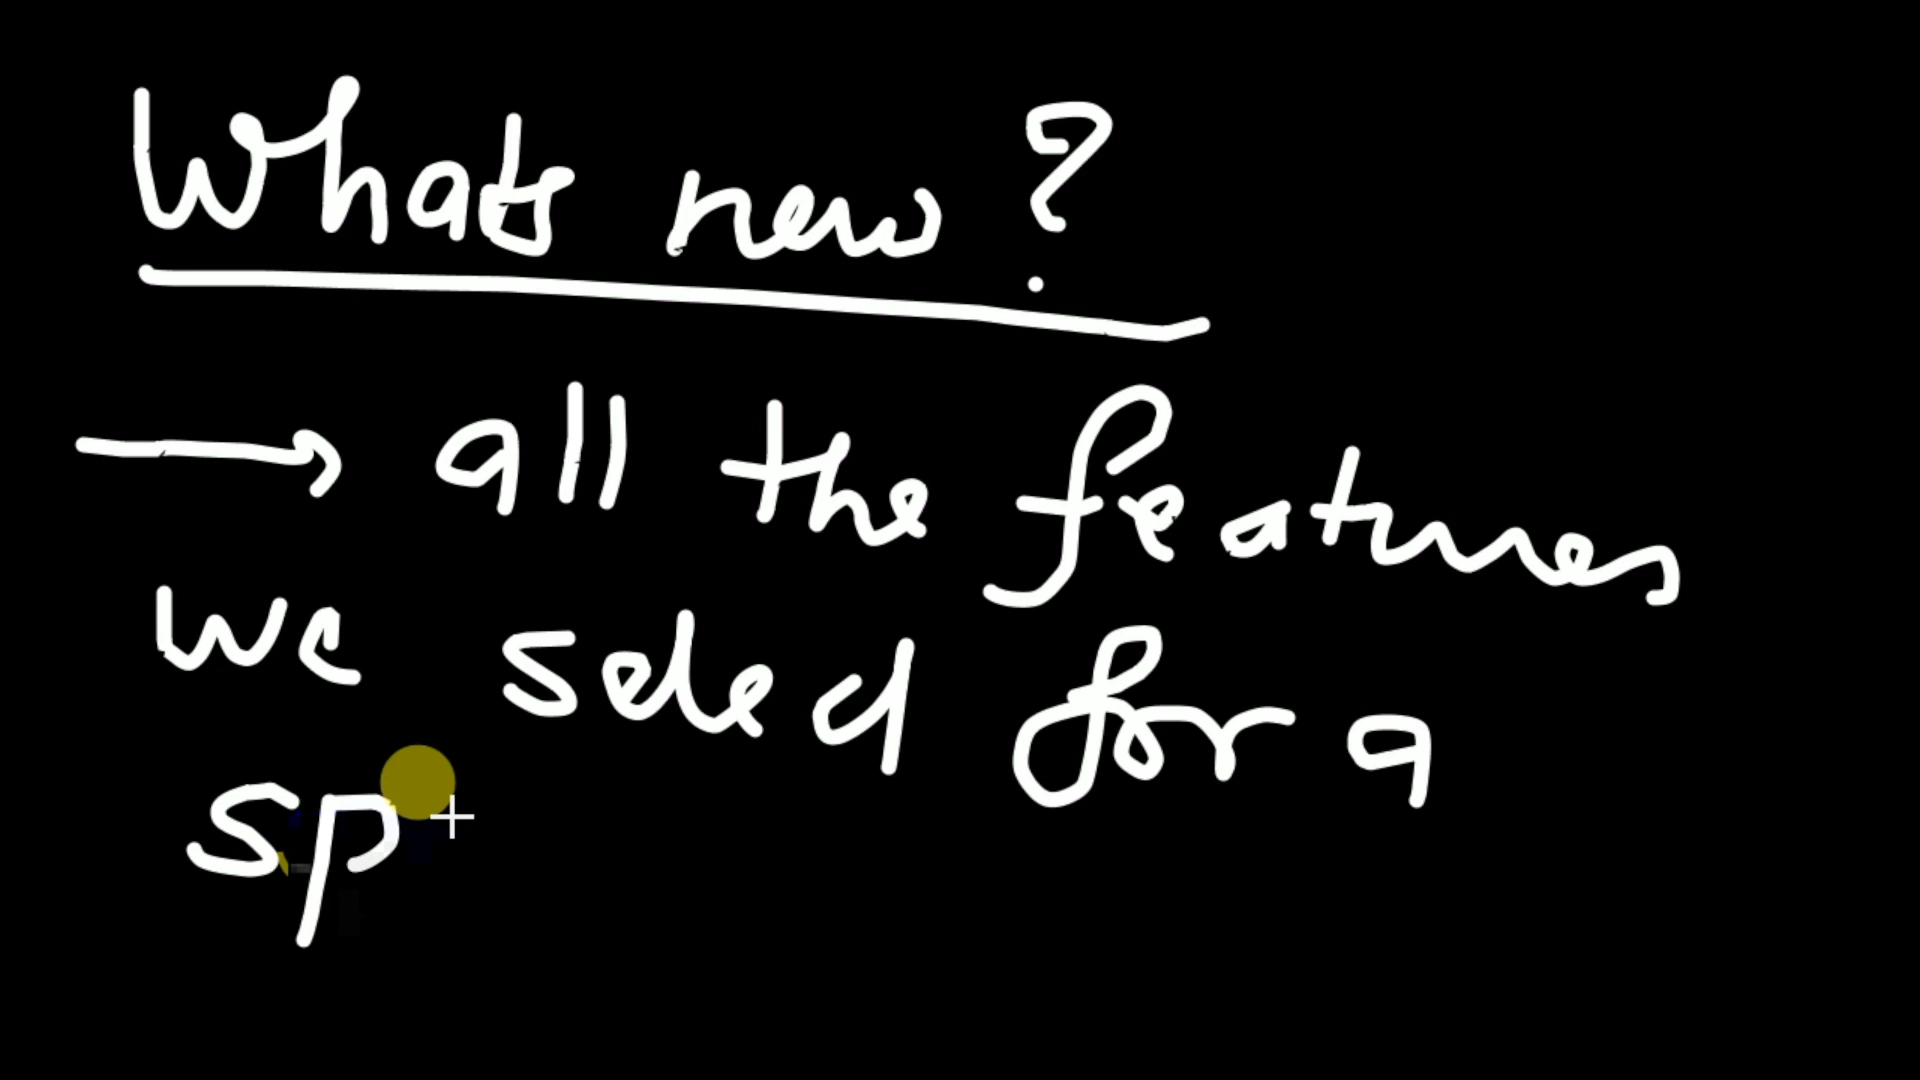 Whats new?
→ all the features
we select for a
sp